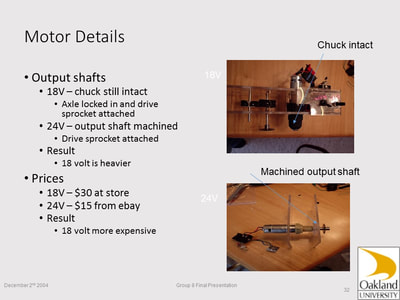 Motor Details
Chuck intact
• Output shafts
• 18V – chuck still intact
• Axle locked in and drive
sprocket attached
• 24V – output shaft machined
• Drive sprocket attached
• Result
• 18 volt is heavier
• Prices
• 18V – $30 at store
• 24V – $15 from ebay
• Result
• 18 volt more expensive
18V
Machined output shaft
24V
December 2nd 2004
Group 8 Final Presentation
32
Oakland
UNIVERSITY